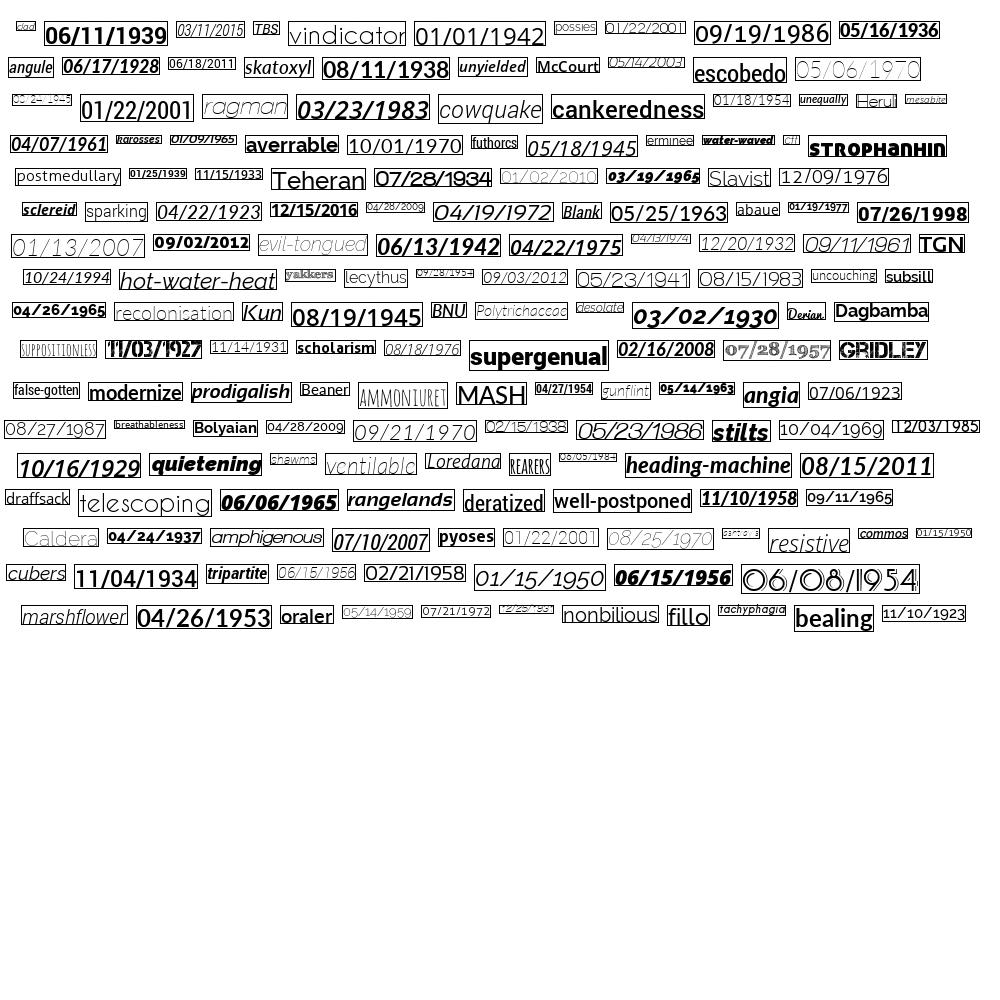 clad 06/11/1939 03/11/2015 TBS vindicator 01/01/1942 possies 01/22/2001 09/19/1986 05/16/1936
angule 06/17/1928 06/18/2011 skatoxyl 08/11/1938 unyielded McCourt 05/14/2003 escobedo 05/06/1970
01/22/2001 ragman 03/23/1983 cowquake cankeredness 01/18/1954 unequally Heruli mesabite
04/07/1961 karosses 01/09/1965 averrable 10/01/1970 futhorcs 05/18/1945 erminee water-waved Cfl STROPHANHIN
postmedullary 01/25/1939 11/15/1933 Teheran 07/28/1934 01/02/2010 03/19/1965 Slavist 12/09/1976
sclereid sparking 04/22/1923 12/15/2016 04/28/2009 04/19/1972 Blank 05/25/1963 abaue 01/19/1977 07/26/1998
01/13/2007 09/02/2012 evil-tongued 06/13/1942 04/22/1975 04/13/1974 12/20/1932 09/11/1961 TGN
10/24/1994 hot-water-heat yakkers lecythus 09/28/1954 09/03/2012 05/23/1941 08/15/1983 uncouching subsill
04/26/1965 recolonisation Kun 08/19/1945 BNU Polytrichaceae desolate 03/02/1930 Derian Dagbamba
SUPPOSITIONLESS 11/03/1927 11/14/1931 scholarism 08/18/1976 supergenual 02/16/2008 07/28/1957 GRIDLEY
false-gotten modernize prodigalish Beaner AMMONIURET MASH 04/27/1954 gunflint 05/14/1963 angia 07/06/1923
08/27/1987 breathableness Bolyaian 04/28/2009 09/21/1970 02/15/1938 05/23/1986 stilts 10/04/1969 12/03/1985
10/16/1929 quietening shawms ventilable Loredana REARERS 06/05/1984 heading-machine 08/15/2011
draffsack telescoping 06/06/1965 rangelands deratized well-postponed 11/10/1958 09/11/1965
Caldera 04/24/1937 amphigenous 07/10/2007 pyoses 01/22/2001 08/25/1970 resistive commos 01/15/1950
cubers 11/04/1934 tripartite 06/15/1956 02/21/1958 01/15/1950 06/15/1956 06/08/1954
marshflower 04/26/1953 oraler 05/14/1959 07/21/1972 12/25/1931 nonbilious fillo tachyphagia bealing 11/10/1923